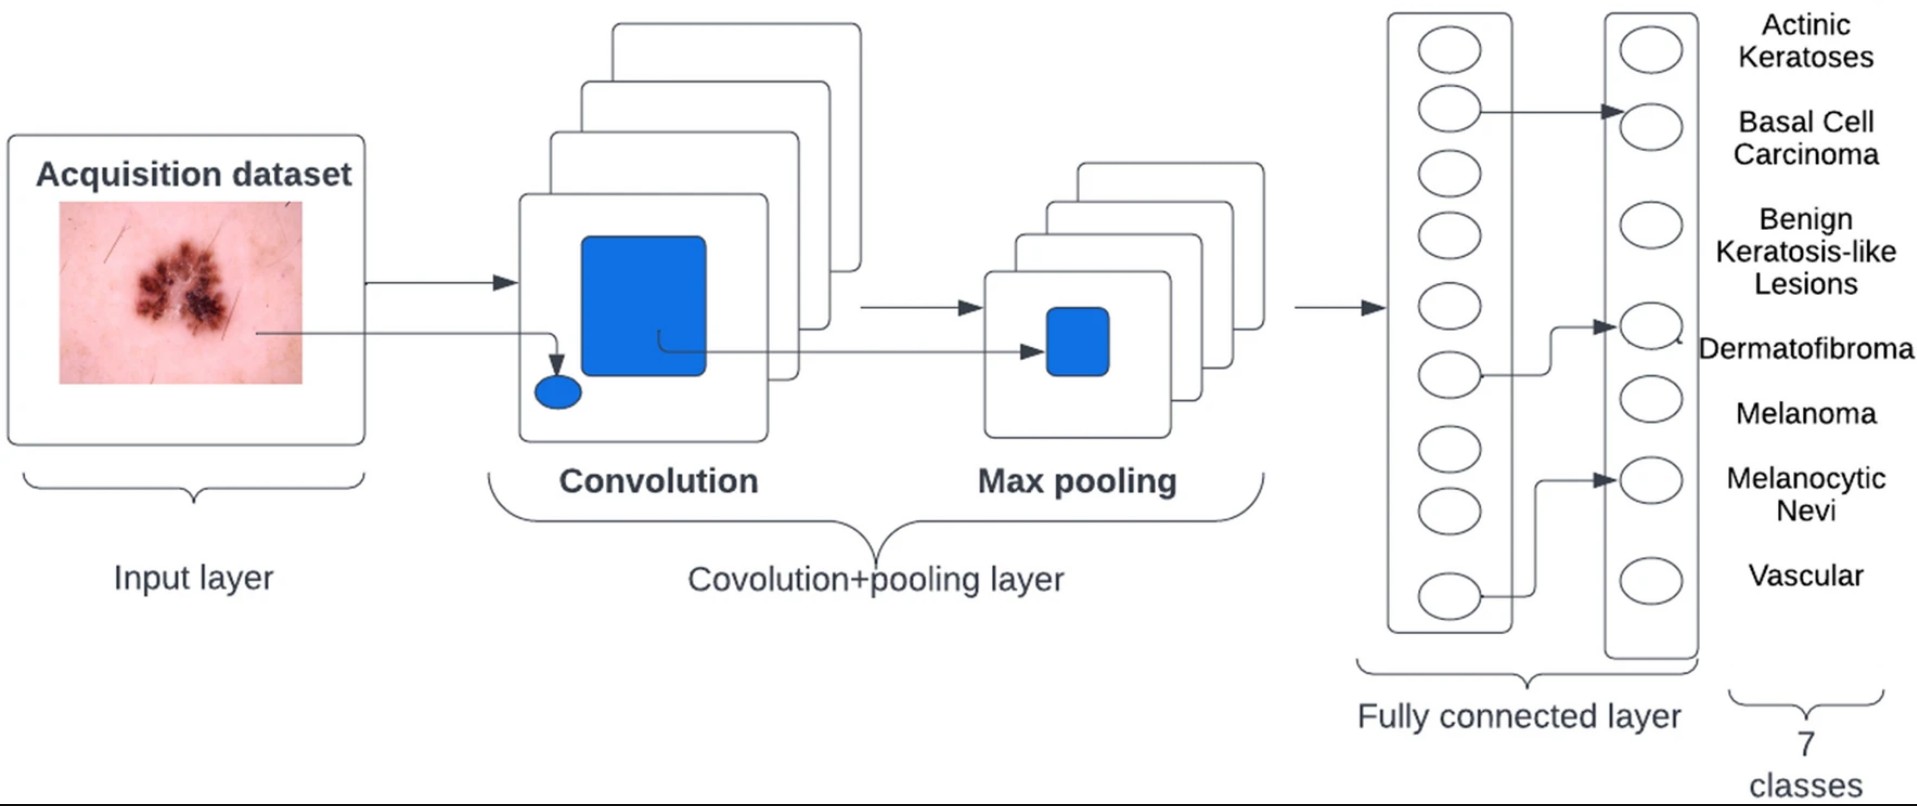 Acquisition dataset
Input layer
Convolution
Max pooling
Covolution+pooling layer
Fully connected layer
Actinic
Keratoses
Basal Cell
Carcinoma
Benign
Keratosis-like
Lesions
Dermatofibroma
Melanoma
Melanocytic
Nevi
Vascular
7
classes